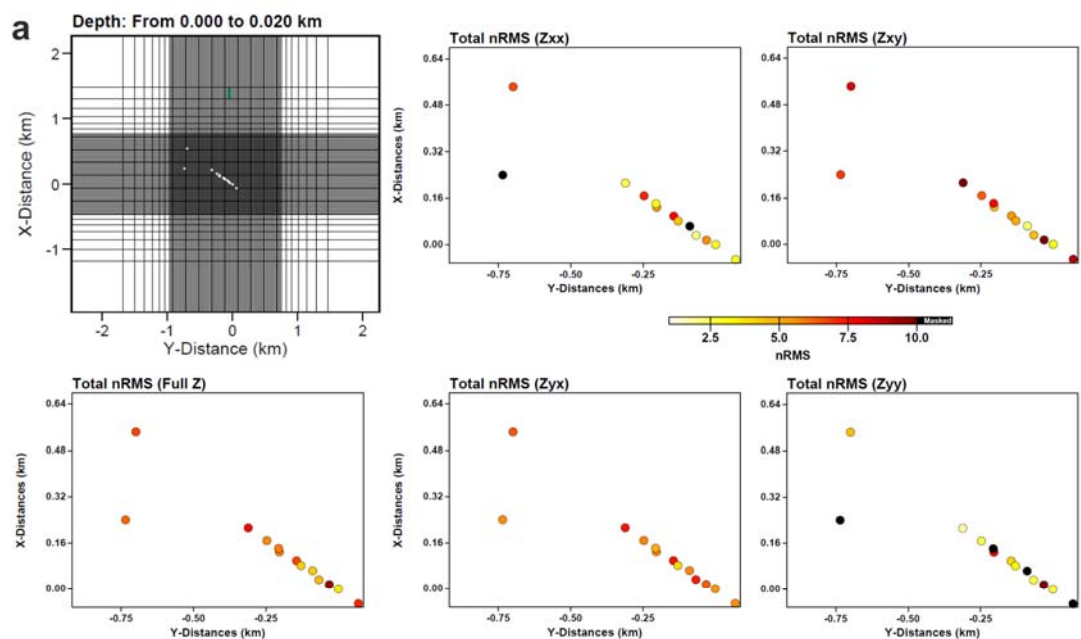 a
Depth: From 0.000 to 0.020 km
X-Distance (km)
2
1
0
-1
-2 -1 0 1 2
Y-Distance (km)
Total nRMS (Zxx)
X-Distances (km)
0.64
0.48
0.32
0.16
0.00
-0.75 -0.50 -0.25
Y-Distances (km)
Total nRMS (Zxy)
0.64
0.48
0.32
0.16
0.00
-0.75 -0.50 -0.25
Y-Distances (km)
Masked
2.5 5.0 7.5 10.0
nRMS
Total nRMS (Full Z)
X-Distances (km)
0.64
0.48
0.32
0.16
0.00
-0.75 -0.50 -0.25
Y-Distances (km)
Total nRMS (Zyx)
X-Distances (km)
0.64
0.48
0.32
0.16
0.00
-0.75 -0.50 -0.25
Y-Distances (km)
Total nRMS (Zyy)
0.64
0.48
0.32
0.16
0.00
-0.75 -0.50 -0.25
Y-Distances (km)